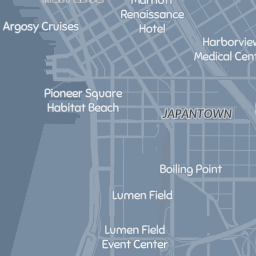 Marriott
Renaissance
Hotel
Argosy Cruises
Harborview
Medical Cent
Pioneer Square
Habitat Beach
JAPANTOWN
Boiling Point
Lumen Field
Lumen Field
Event Center